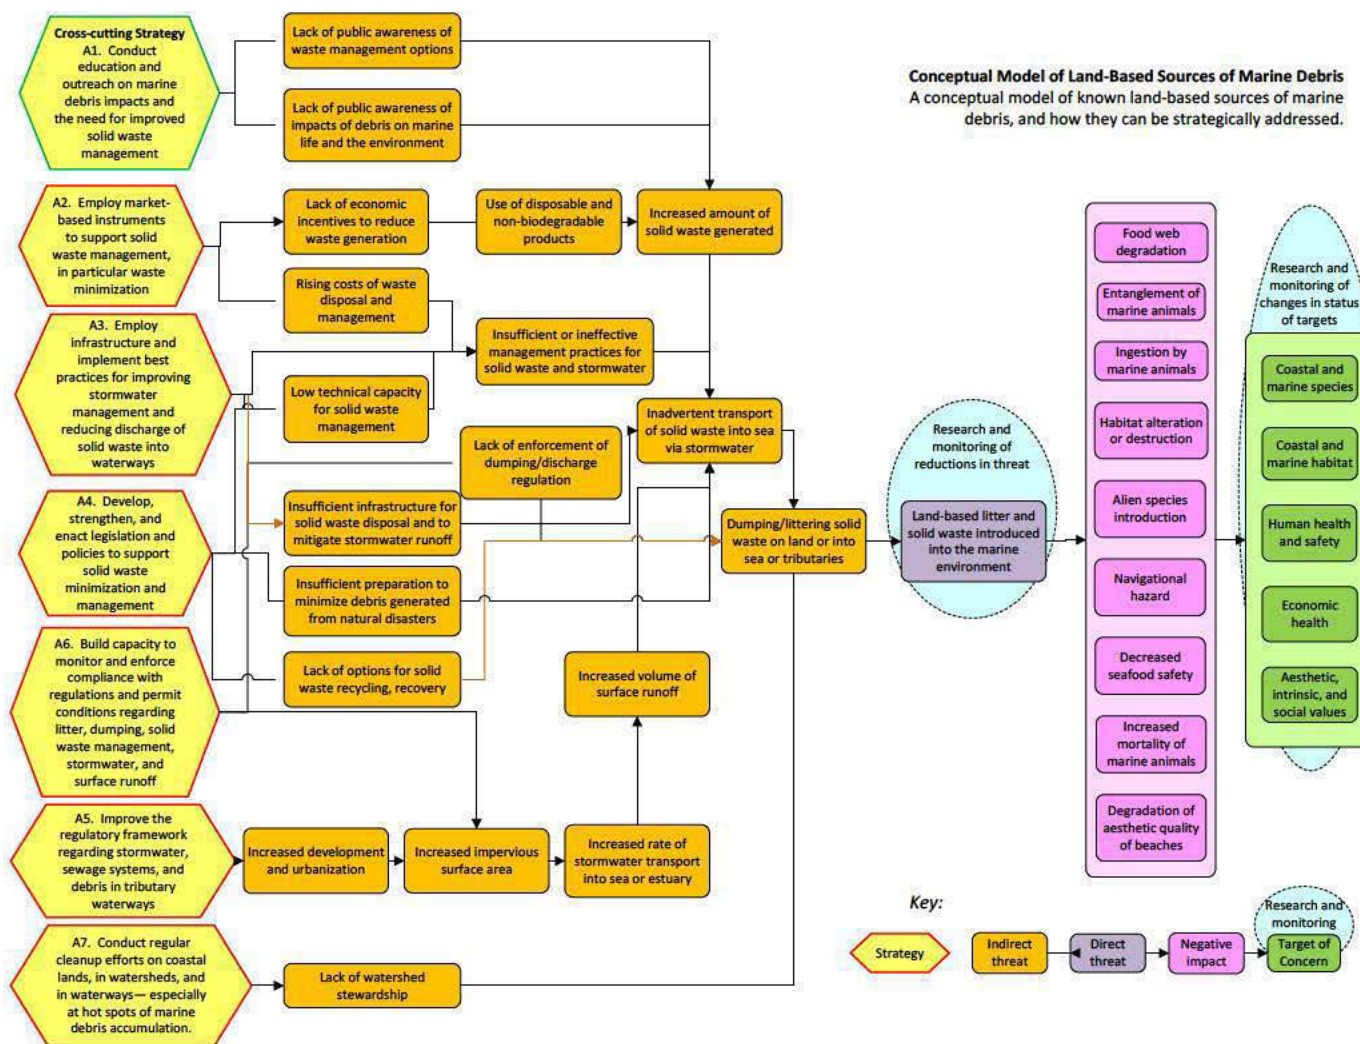 Cross-cutting Strategy
A1. Conduct
education and
outreach on marine
debris impacts and
the need for improved
solid waste
management
Lack of public awareness of
waste management options
Lack of public awareness of
impacts of debris on marine
life and the environment
Conceptual Model of Land-Based Sources of Marine Debris
A conceptual model of known land-based sources of marine
debris, and how they can be strategically addressed.
A2. Employ market-
based instruments
to support solid
waste management,
in particular waste
minimization
Lack of economic
incentives to reduce
waste generation
Use of disposable and
non-biodegradable
products
Increased amount of
solid waste generated
Rising costs of waste
disposal and
management
A3. Employ
infrastructure and
implement best
practices for improving
stormwater
management and
reducing discharge of
solid waste into
waterways
Insufficient or ineffective
management practices for
solid waste and stormwater
Low technical capacity
for solid waste
management
Inadvertent transport
of solid waste into sea
via stormwater
Lack of enforcement of
dumping/discharge
regulation
A4. Develop,
strengthen, and
enact legislation and
policies to support
solid waste
minimization and
management
Insufficient infrastructure for
solid waste disposal and to
mitigate stormwater runoff
Insufficient preparation to
minimize debris generated
from natural disasters
Dumping/littering solid
waste on land or into
sea or tributaries
A6. Build capacity to
monitor and enforce
compliance with
regulations and permit
conditions regarding
litter, dumping, solid
waste management,
stormwater, and
surface runoff
Lack of options for solid
waste recycling, recovery
Increased volume of
surface runoff
A5. Improve the
regulatory framework
regarding stormwater,
sewage systems, and
debris in tributary
waterways
Increased development
and urbanization
Increased impervious
surface area
Increased rate of
stormwater transport
into sea or estuary
A7. Conduct regular
cleanup efforts on coastal
lands, in watersheds, and
in waterways— especially
at hot spots of marine
debris accumulation.
Lack of watershed
stewardship
Research and
monitoring of
reductions in threat
Land-based litter and
solid waste introduced
into the marine
environment
Food web
degradation
Entanglement of
marine animals
Ingestion by
marine animals
Habitat alteration
or destruction
Alien species
introduction
Navigational
hazard
Decreased
seafood safety
Increased
mortality of
marine animals
Degradation of
aesthetic quality
of beaches
Research and
monitoring of
changes in status
of targets
Coastal and
marine species
Coastal and
marine habitat
Human health
and safety
Economic
health
Aesthetic,
intrinsic, and
social values
Key:
Strategy
Indirect
threat
Direct
threat
Negative
impact
Research and
monitoring
Target of
Concern